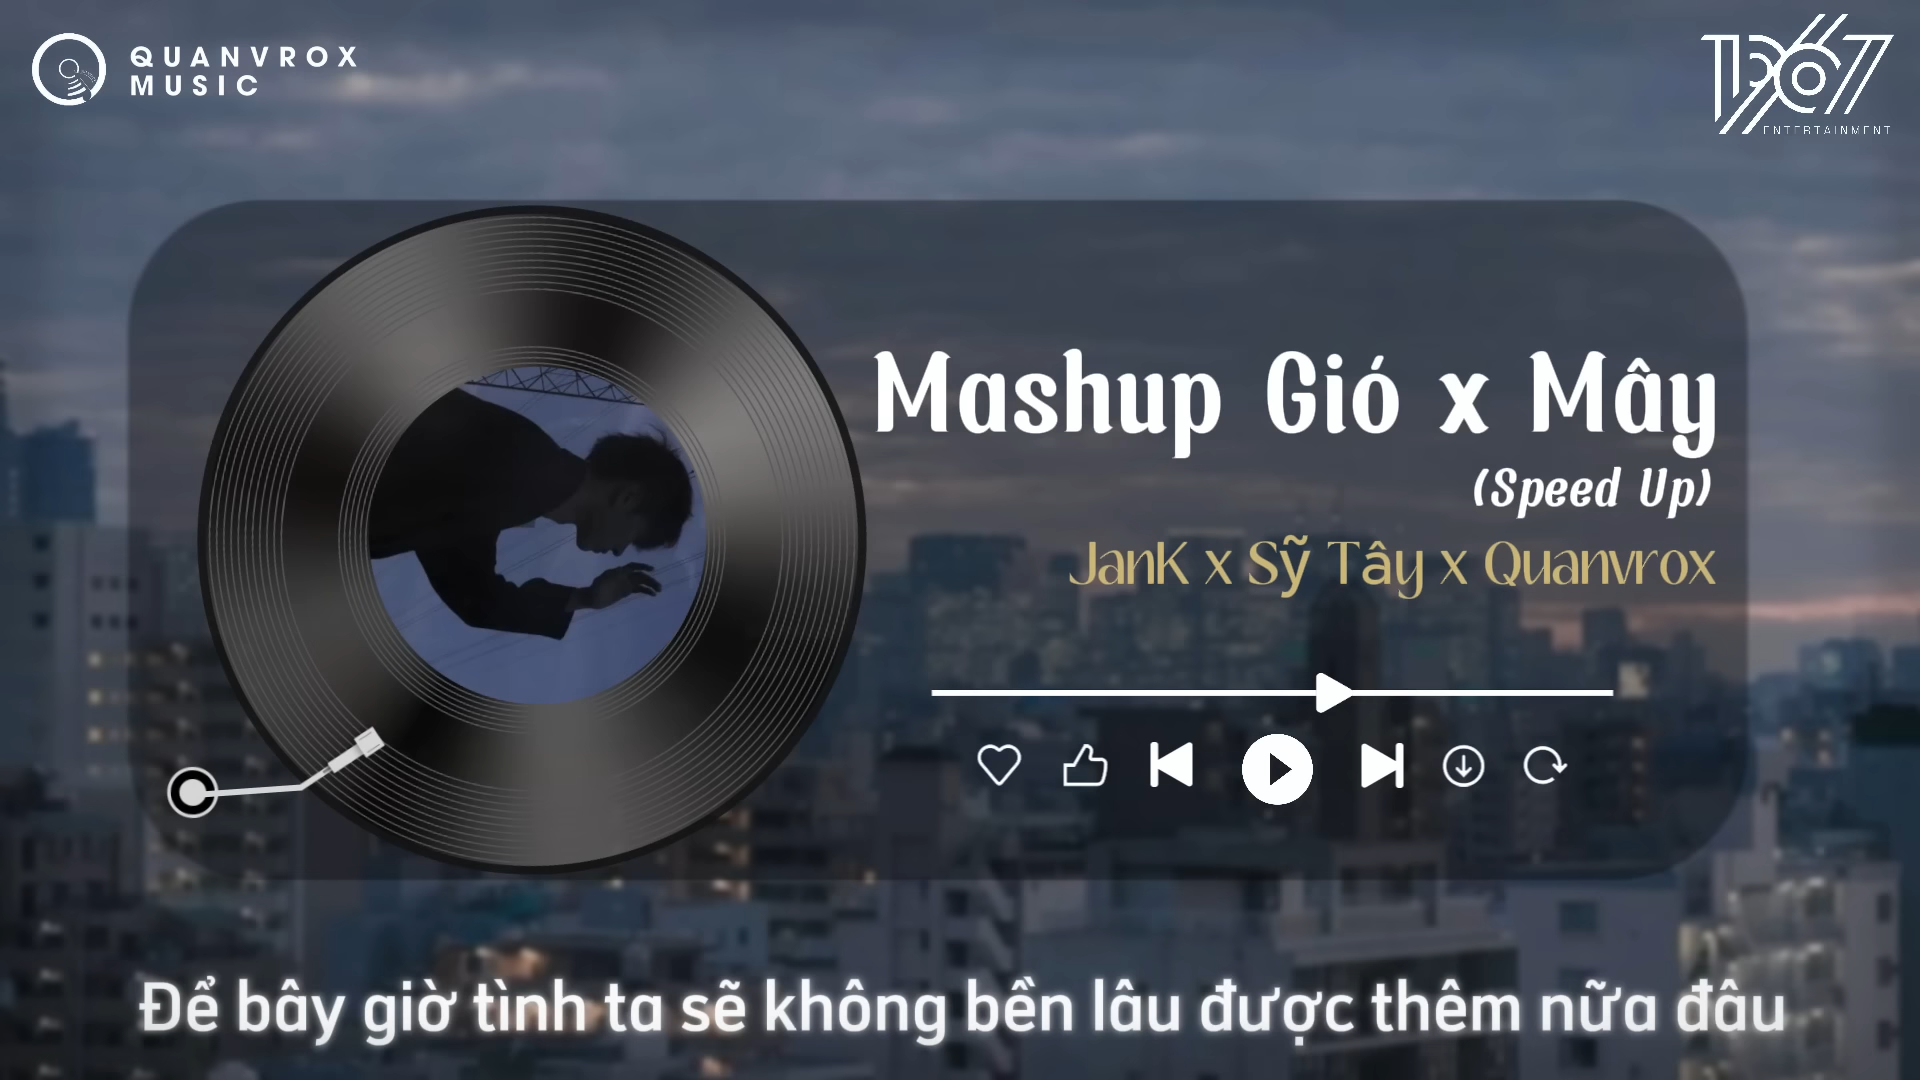 QUANVROX
MUSIC
1967
ENTERTAINMENT
Mashup Gió x Mây
(Speed Up)
JanK x Sỹ Tây x Quanvrox
Để bây giờ tình ta sẽ không bền lâu được thêm nữa đâu